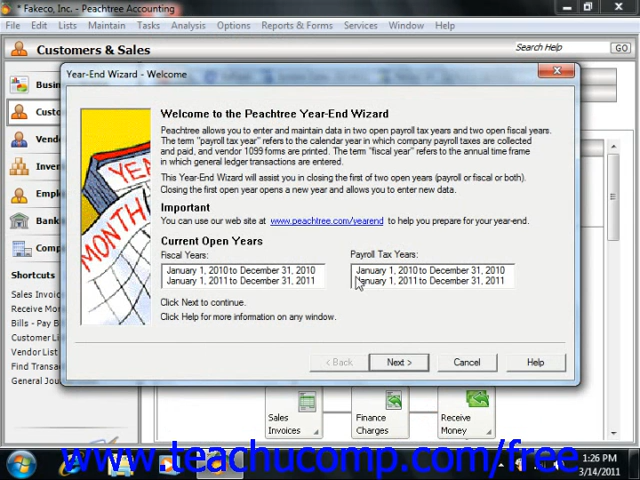 * Fakeco, Inc. - Peachtree Accounting
File Edit Lists Maintain Tasks Analysis Options Reports & Forms Services Window Help
Customers & Sales
Search Help
GO
Year-End Wizard - Welcome
Busin
Custo
Vend
Inven
Emplo
Bank
Comp
Shortcuts
Sales Invoic
Receive Mo
Bills - Pay B
Customer Li
Vendor List
Find Transac
General Jou
YEA
MONTH
Welcome to the Peachtree Year-End Wizard
Peachtree allows you to enter and maintain data in two open payroll tax years and two open fiscal years.
The term "payroll tax year" refers to the calendar year in which company payroll taxes are collected
and paid, and vendor 1099 forms are printed. The term "fiscal year" refers to the annual time frame
in which general ledger transactions are entered.
This Year-End Wizard will assist you in closing the first of two open years (payroll or fiscal or both).
Closing the first open year opens a new year and allows you to enter new data.
Important
You can use our web site at www.peachtree.com/yearend to help you prepare for your year-end.
Current Open Years
Fiscal Years:
January 1, 2010 to December 31, 2010
January 1, 2011 to December 31, 2011
Payroll Tax Years:
January 1, 2010 to December 31, 2010
January 1, 2011 to December 31, 2011
Click Next to continue.
Click Help for more information on any window.
< Back Next > Cancel Help
Sales
Invoices
Finance
Charges
Receive
Money
www.teachucomp.com/free
1:26 PM
3/14/2011